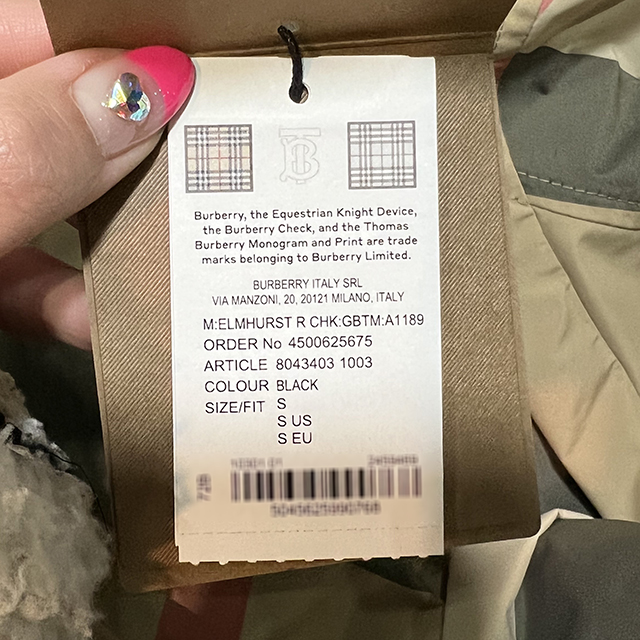 Burberry, the Equestrian Knight Device,
the Burberry Check, and the Thomas
Burberry Monogram and Print are trade
marks belonging to Burberry Limited.
BURBERRY ITALY SRL
VIA MANZONI, 20, 20121 MILANO, ITALY
M:ELMHURST R CHK:GBTM:A1189
ORDER No 4500625675
ARTICLE 8043403 1003
COLOUR BLACK
SIZE/FIT S
S US
S EU